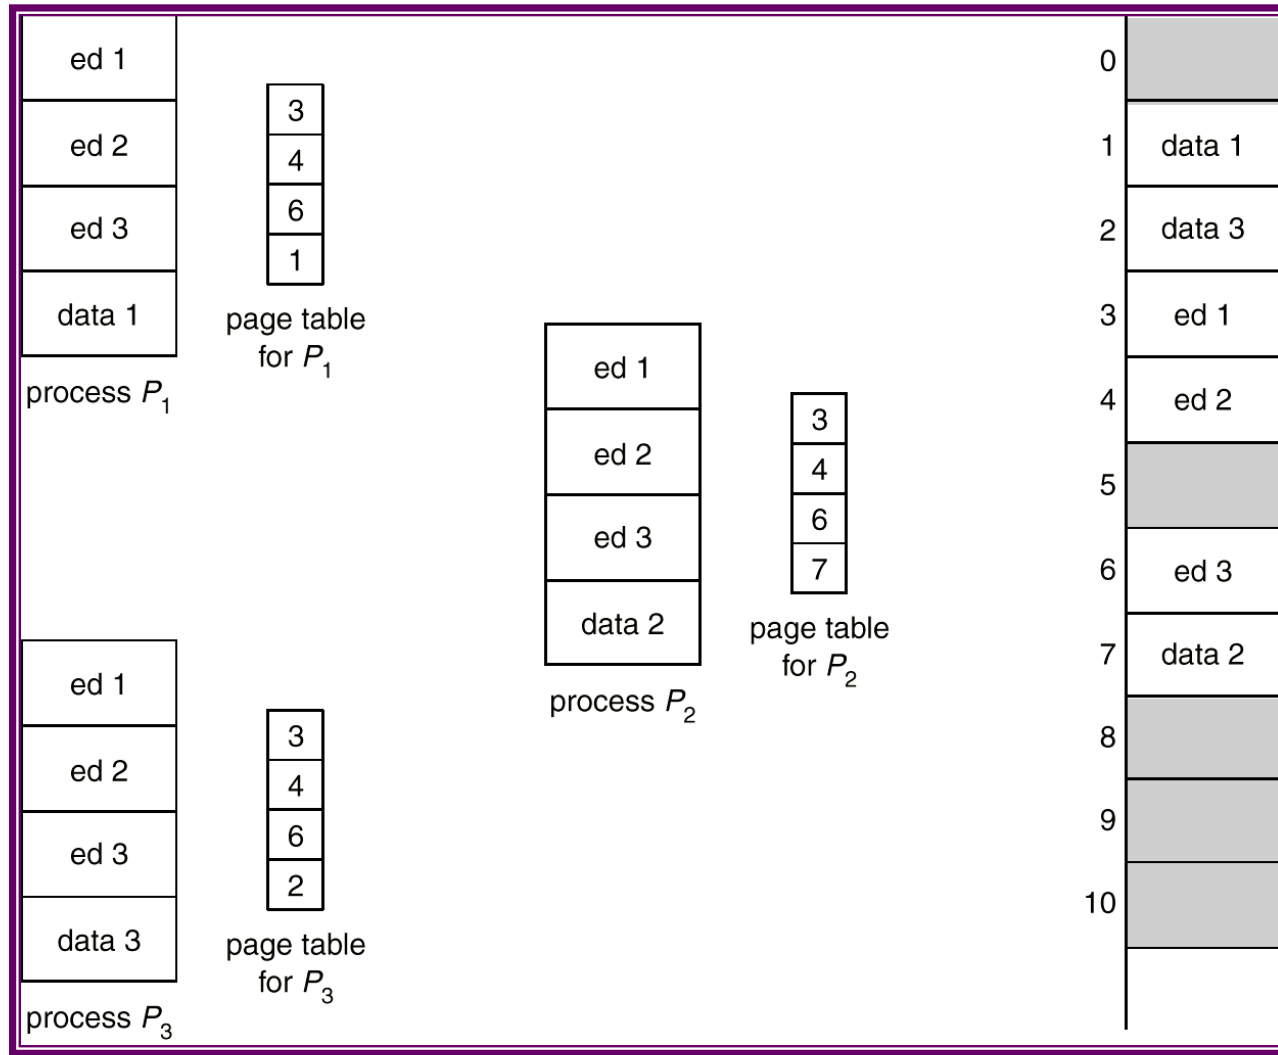 ed 1
ed 2
ed 3
data 1
process P1
3
4
6
1
page table
for P1
ed 1
ed 2
ed 3
data 2
process P2
3
4
6
7
page table
for P2
ed 1
ed 2
ed 3
data 3
process P3
3
4
6
2
page table
for P3
0
1 data 1
2 data 3
3 ed 1
4 ed 2
5
6 ed 3
7 data 2
8
9
10